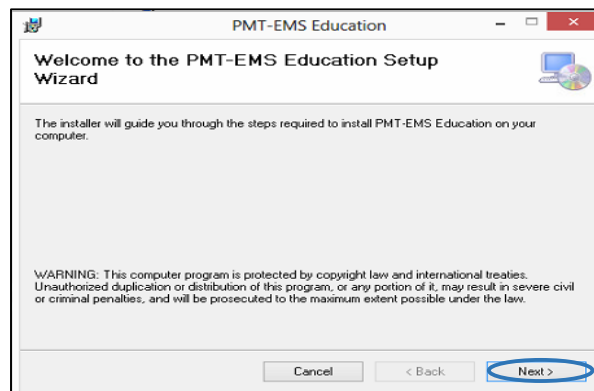 PMT-EMS Education
Welcome to the PMT-EMS Education Setup
Wizard
The installer will guide you through the steps required to install PMT-EMS Education on your
computer.
WARNING: This computer program is protected by copyright law and international treaties.
Unauthorized duplication or distribution of this program, or any portion of it, may result in severe civil
or criminal penalties, and will be prosecuted to the maximum extent possible under the law.
Cancel
< Back
Next >